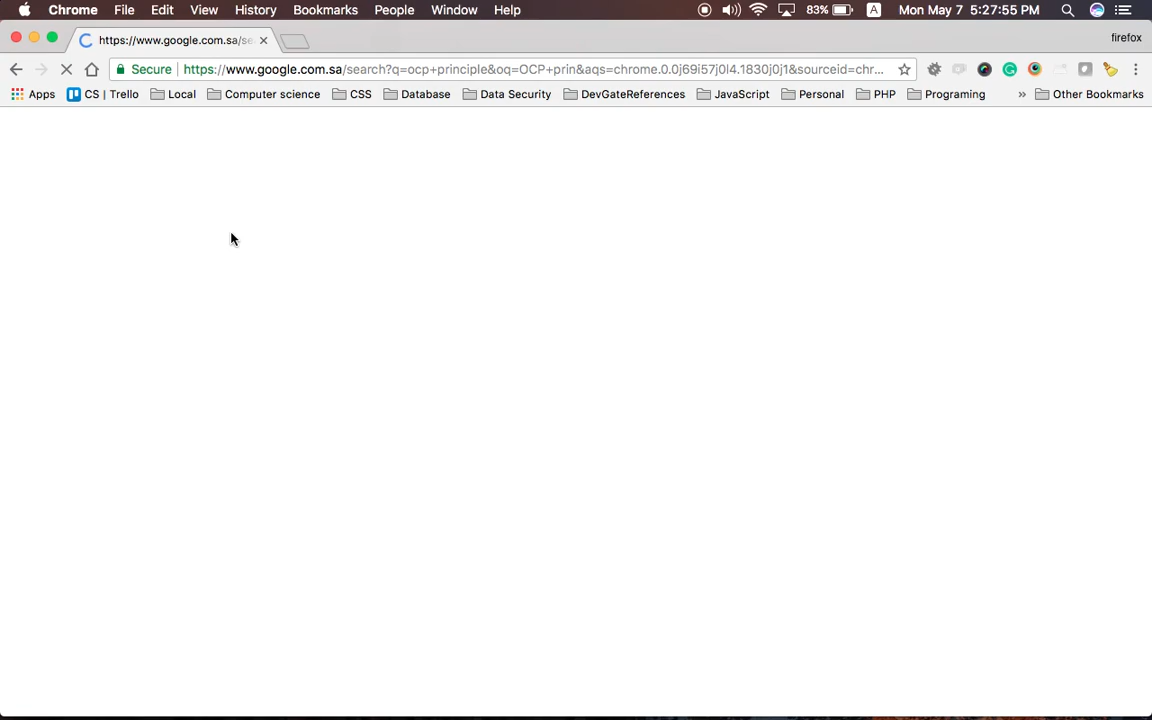 Chrome File Edit View History Bookmarks People Window Help 83% A Mon May 7 5:27:55 PM
https://www.google.com.sa/se firefox
Secure https://www.google.com.sa/search?q=ocp+principle&oq=OCP+prin&aqs=chrome.0.0j69i57j0l4.1830j0j1&sourceid=chr...
Apps CS | Trello Local Computer science CSS Database Data Security DevGateReferences JavaScript Personal PHP Programing » Other Bookmarks